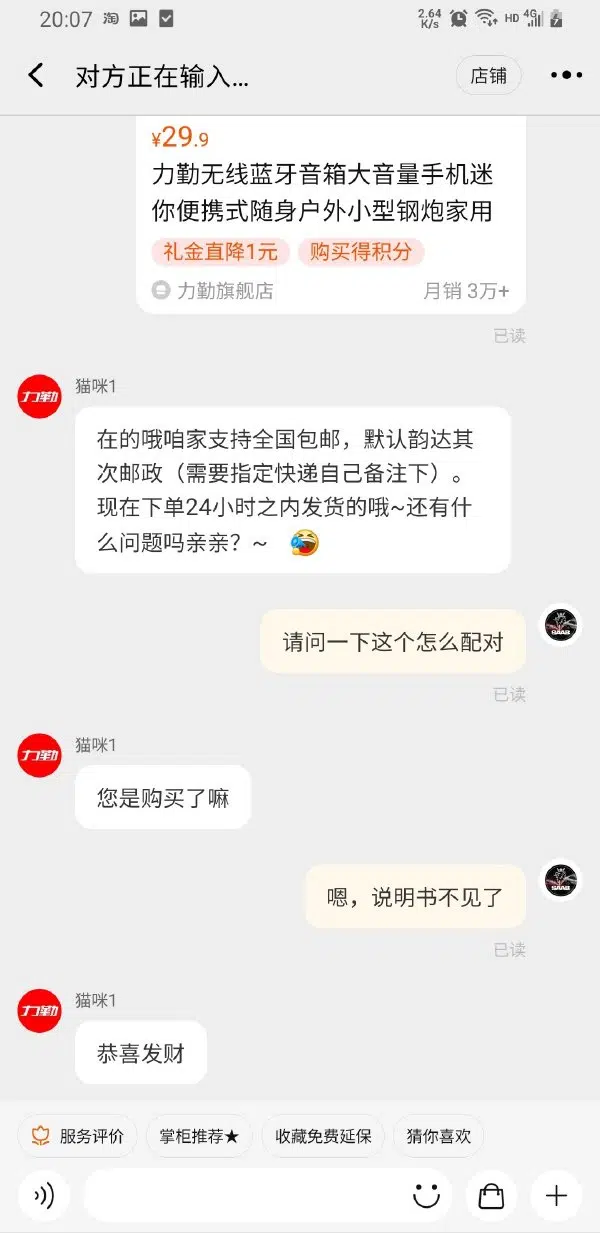 20:07 淘 2.64 K/s HD 4G
对方正在输入... 店铺
¥29.9
力勤无线蓝牙音箱大音量手机迷
你便携式随身户外小型钢炮家用
礼金直降1元 购买得积分
力勤旗舰店 月销 3万+
已读
力勤 猫咪1
在的哦咱家支持全国包邮，默认韵达其
次邮政（需要指定快递自己备注下）。
现在下单24小时之内发货的哦~还有什
么问题吗亲亲？~
请问一下这个怎么配对
SAAB
已读
力勤 猫咪1
您是购买了嘛
嗯，说明书不见了
SAAB
已读
力勤 猫咪1
恭喜发财
服务评价 掌柜推荐★ 收藏免费延保 猜你喜欢